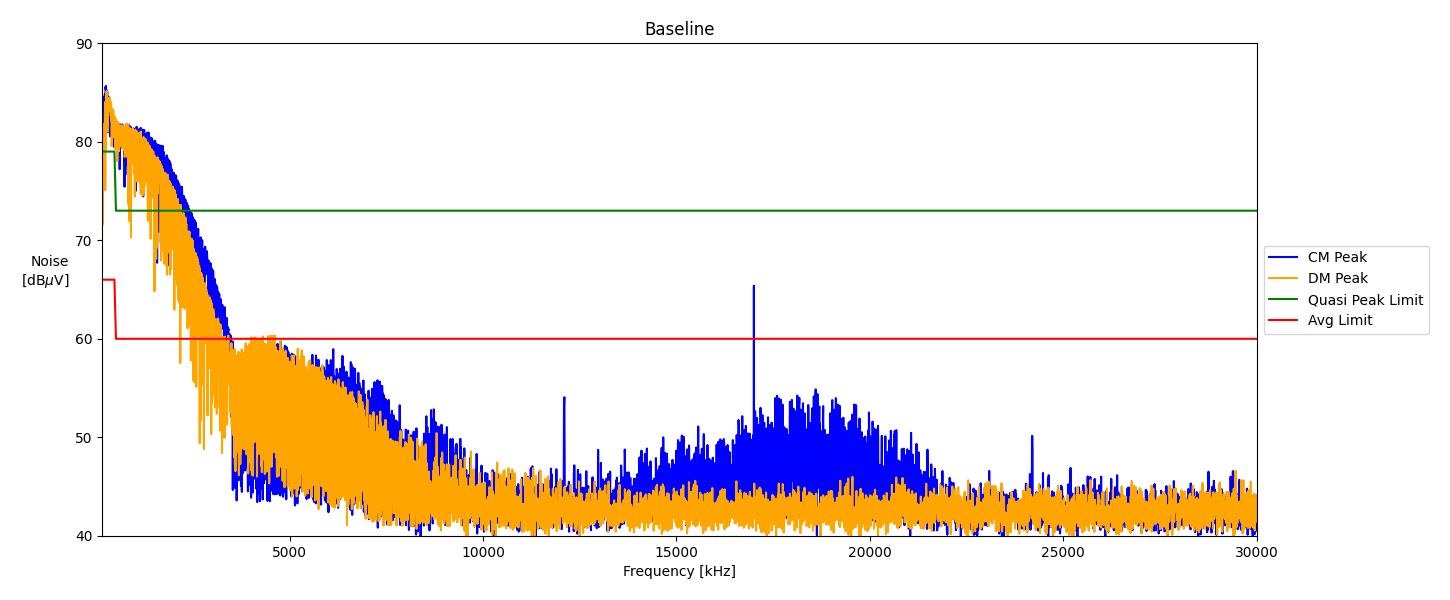 Baseline
90
80
70
60
50
40
Noise
[dBμV]
5000
10000
15000
20000
25000
30000
Frequency [kHz]
CM Peak
DM Peak
Quasi Peak Limit
Avg Limit